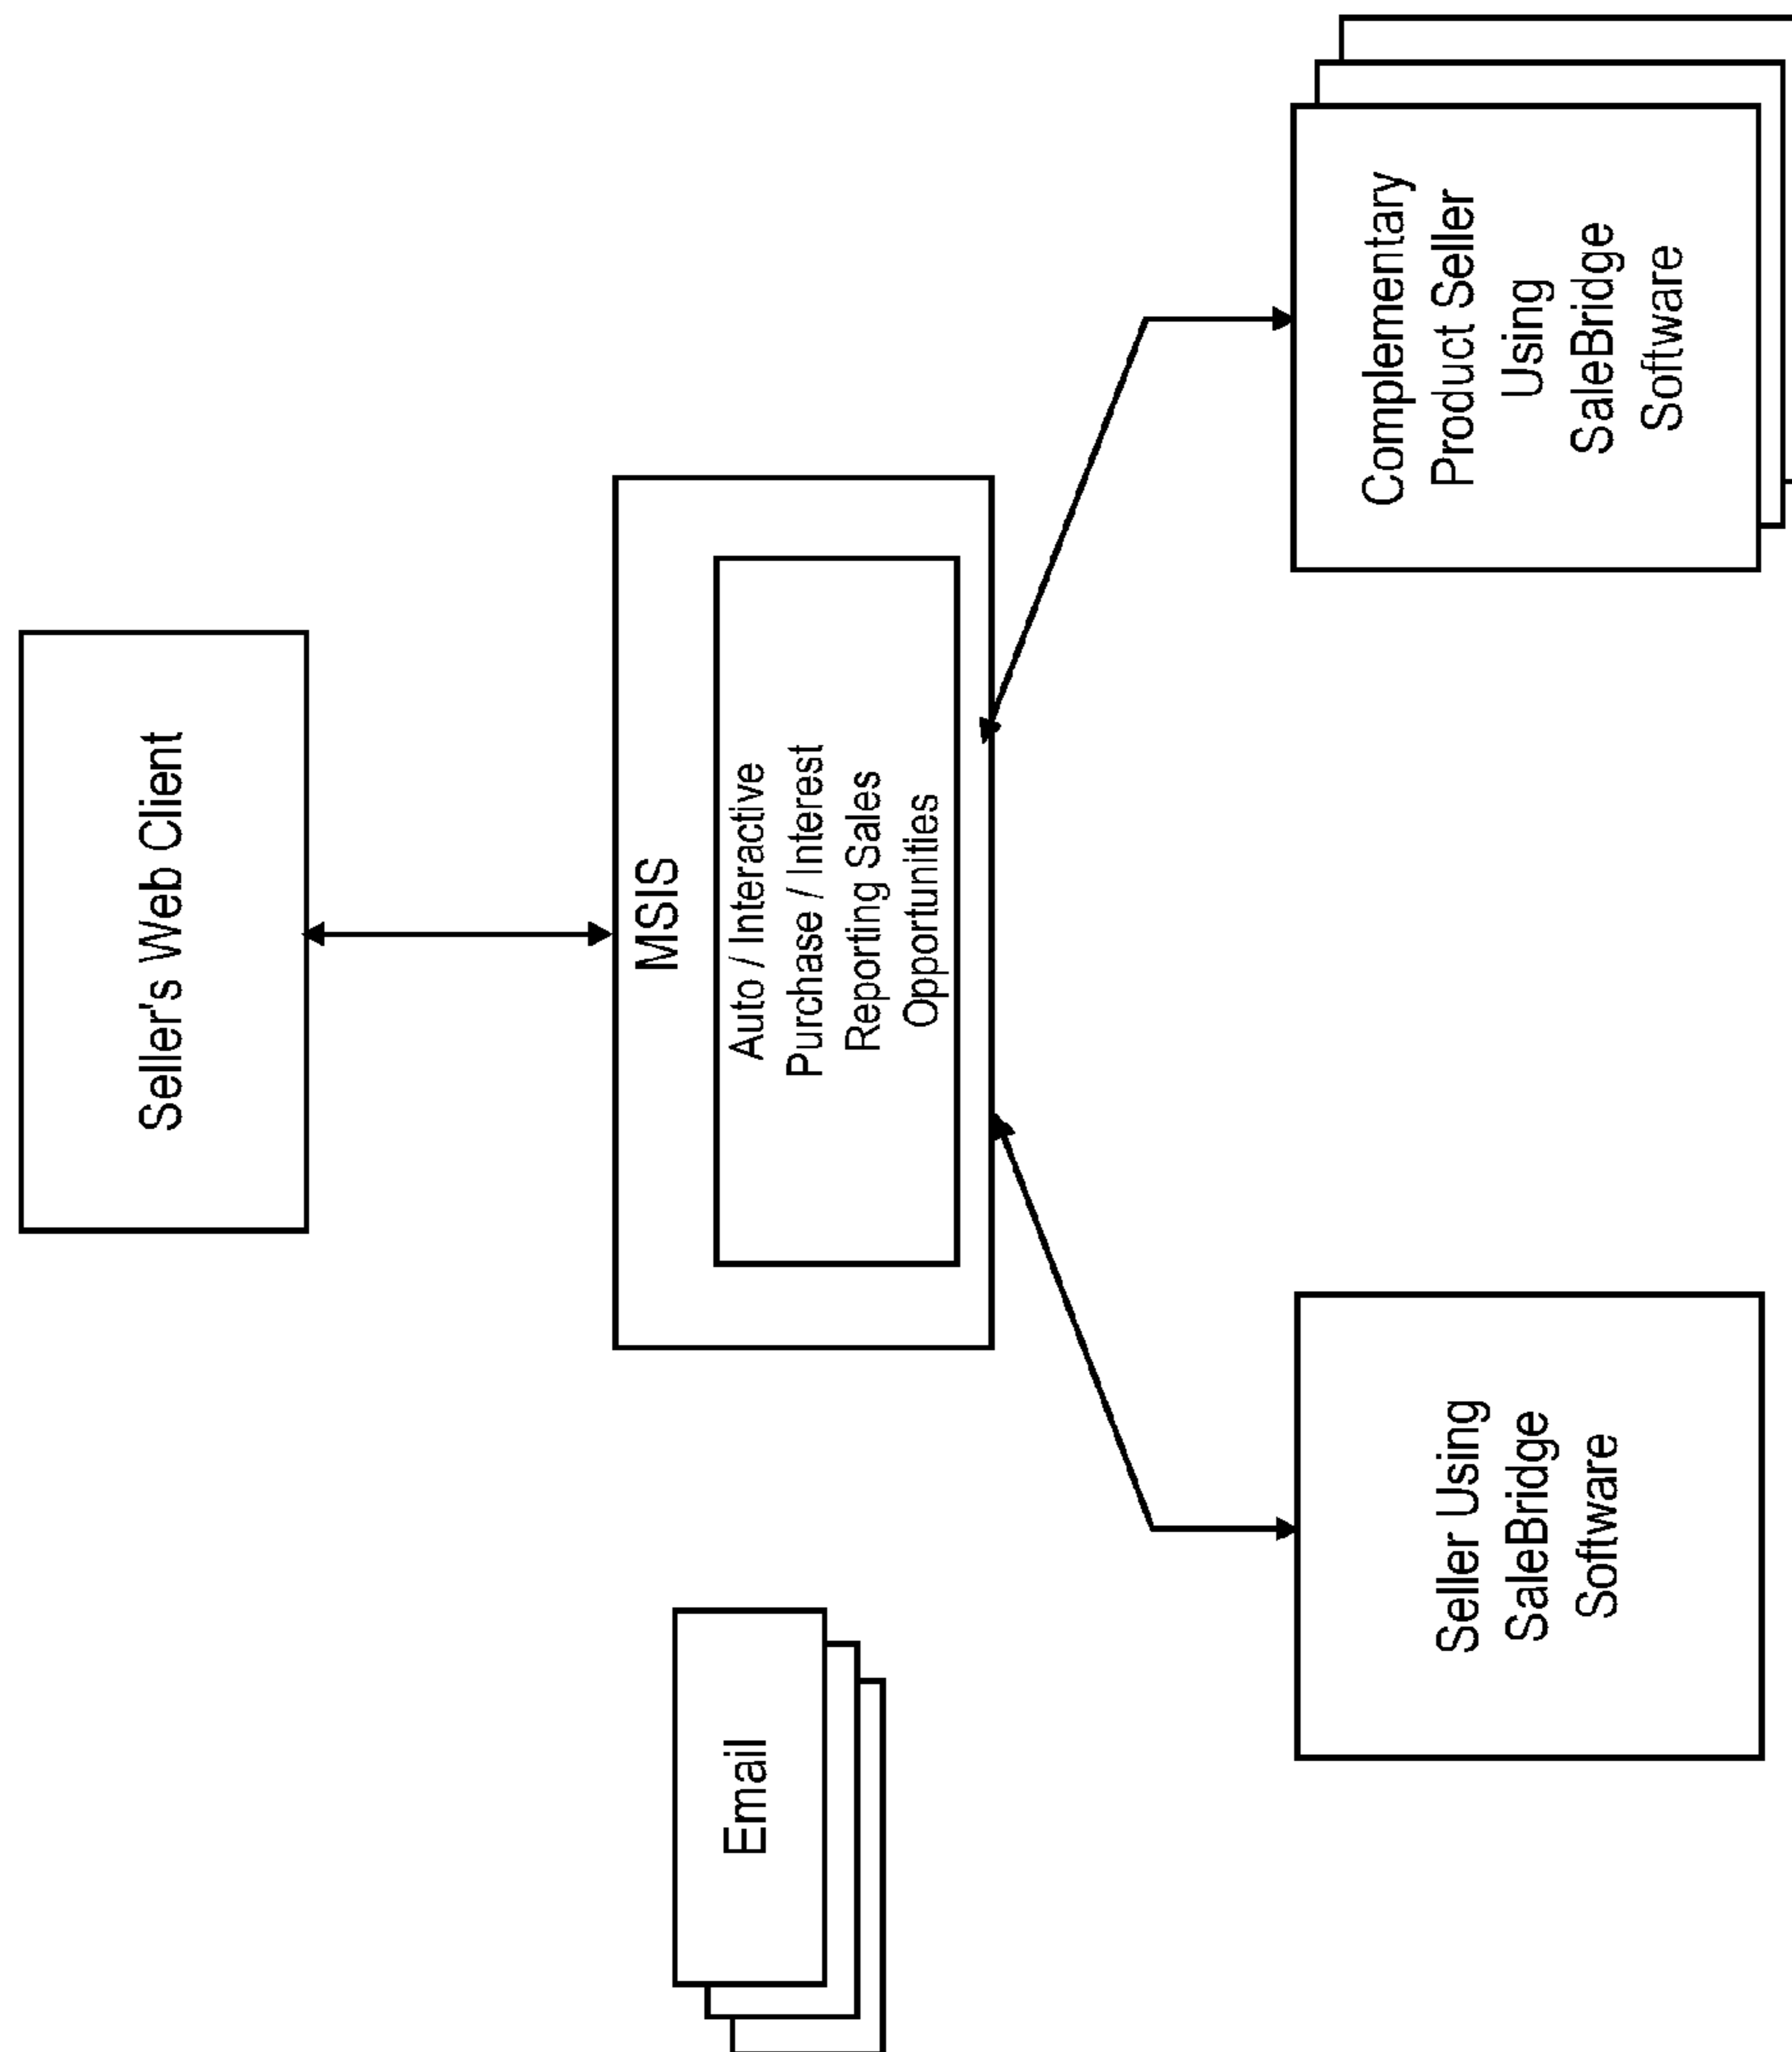 Seller's Web Client
MSIS
Auto / Interactive
Purchase / Interest
Reporting Sales
Opportunities
Email
Seller Using
SaleBridge
Software
Complementary
Product Seller
Using
SaleBridge
Software